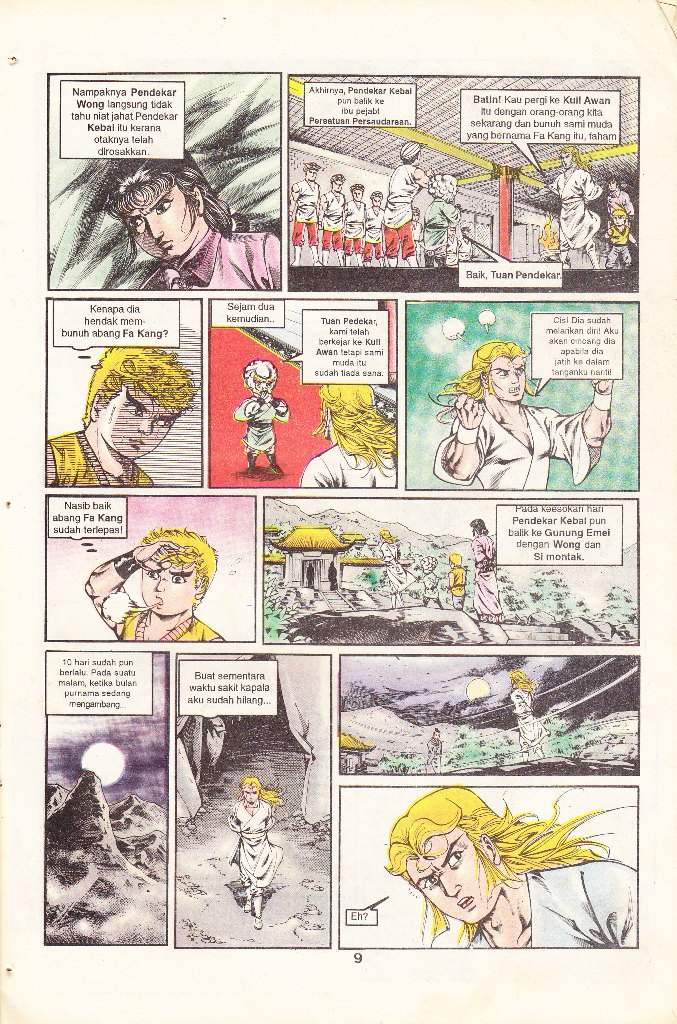 Nampaknya Pendekar
Wong langsung tidak
tahu niat jahat Pendekar
Kebal itu kerana
otaknya telah
dirosakkan.
Akhirnya, Pendekar Kebal
pun balik ke
ibu pejabl
Persatuan Persaudaraan.
Batin! Kau pergi ke Kuil Awan
itu dengan orang-orang kita
sekarang dan bunuh sami muda
yang bernama Fa Kang itu, faham
Baik, Tuan Pendekar.
Kenapa dia
hendak mem-
bunuh abang Fa Kang?
Sejam dua
kemudian..
Tuan Pedekar,
kami telah
berkejar ke Kuil
Awan tetapi sami
muda itu
sudah tiada sana.
Cis! Dia sudah
melarikan diri! Aku
akan cincang dia
apabila dia
jatih ke dalam
tanganku nanti!
Nasib baik
abang Fa Kang
sudah terlepas!
Pada keesokan hari
Pendekar Kebal pun
balik ke Gunung Emei
dengan Wong dan
Si montak.
10 hari sudah pun
berlalu. Pada suatu
malam, ketika bulan
purnama sedang
mengambang...
Buat sementara
waktu sakit kapala
aku sudah hilang...
Eh?
9